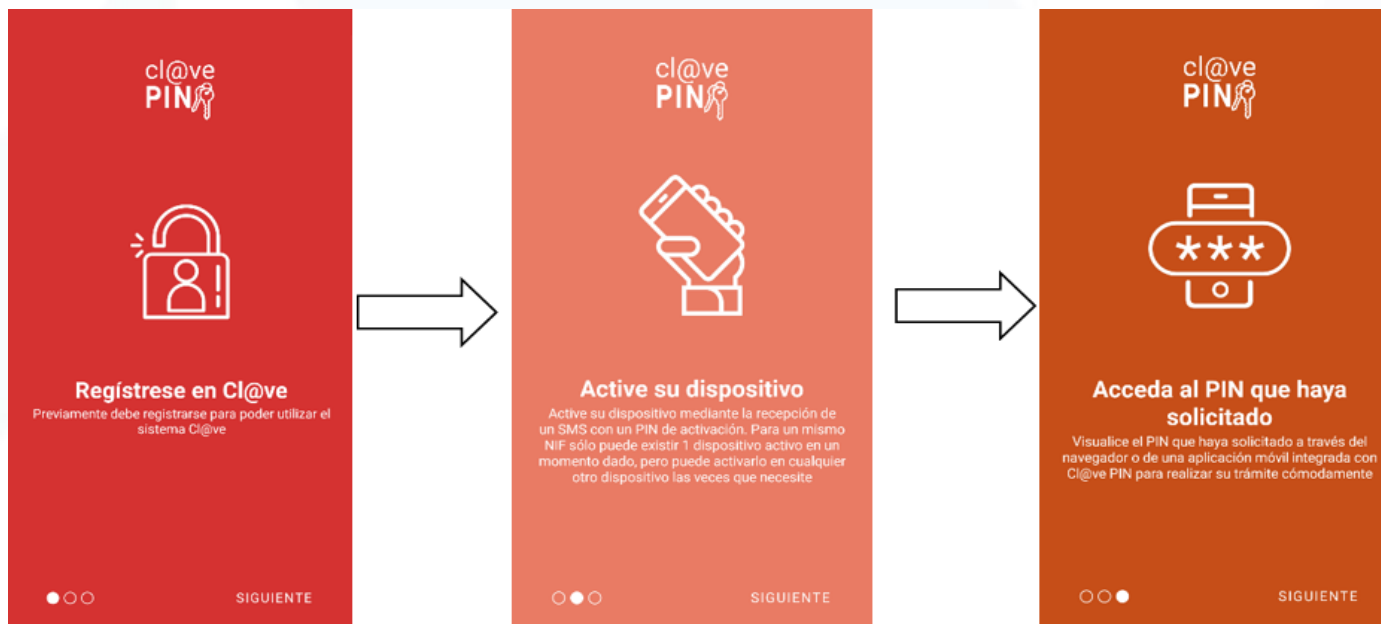 cl@ve
PIN
Regístrese en Cl@ve
Previamente debe registrarse para poder utilizar el
sistema Cl@ve
SIGUIENTE
cl@ve
PIN
Active su dispositivo
Active su dispositivo mediante la recepción de
un SMS con un PIN de activación. Para un mismo
NIF sólo puede existir 1 dispositivo activo en un
momento dado, pero puede activarlo en cualquier
otro dispositivo las veces que necesite
SIGUIENTE
cl@ve
PIN
***
Acceda al PIN que haya
solicitado
Visualice el PIN que haya solicitado a través del
navegador o de una aplicación móvil integrada con
Cl@ve PIN para realizar su trámite cómodamente
SIGUIENTE